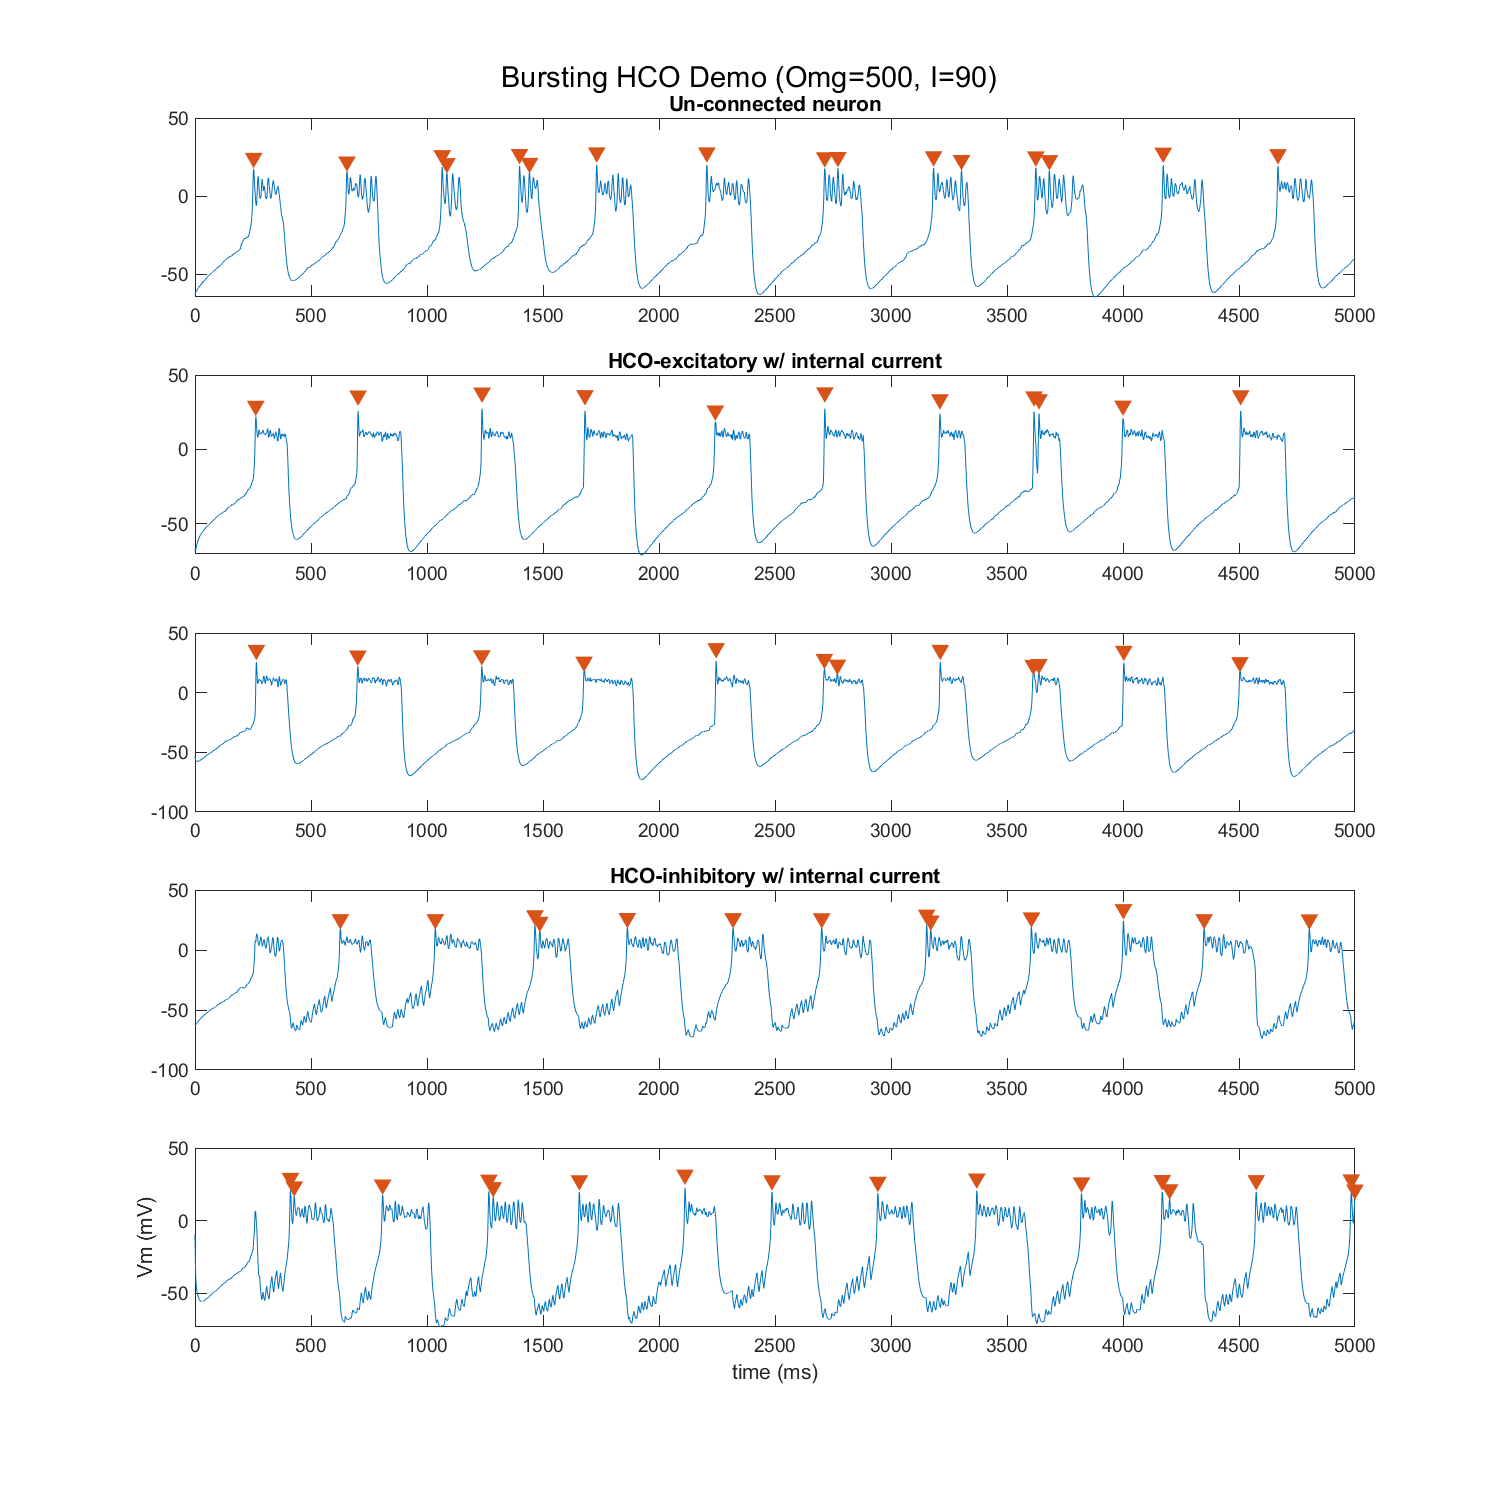 Bursting HCO Demo (Omg=500, I=90)
Un-connected neuron
50
0
-50
0 500 1000 1500 2000 2500 3000 3500 4000 4500 5000
HCO-excitatory w/ internal current
50
0
-50
0 500 1000 1500 2000 2500 3000 3500 4000 4500 5000
50
0
-50
-100
0 500 1000 1500 2000 2500 3000 3500 4000 4500 5000
HCO-inhibitory w/ internal current
50
0
-50
-100
0 500 1000 1500 2000 2500 3000 3500 4000 4500 5000
50
0
-50
Vm (mV)
0 500 1000 1500 2000 2500 3000 3500 4000 4500 5000
time (ms)